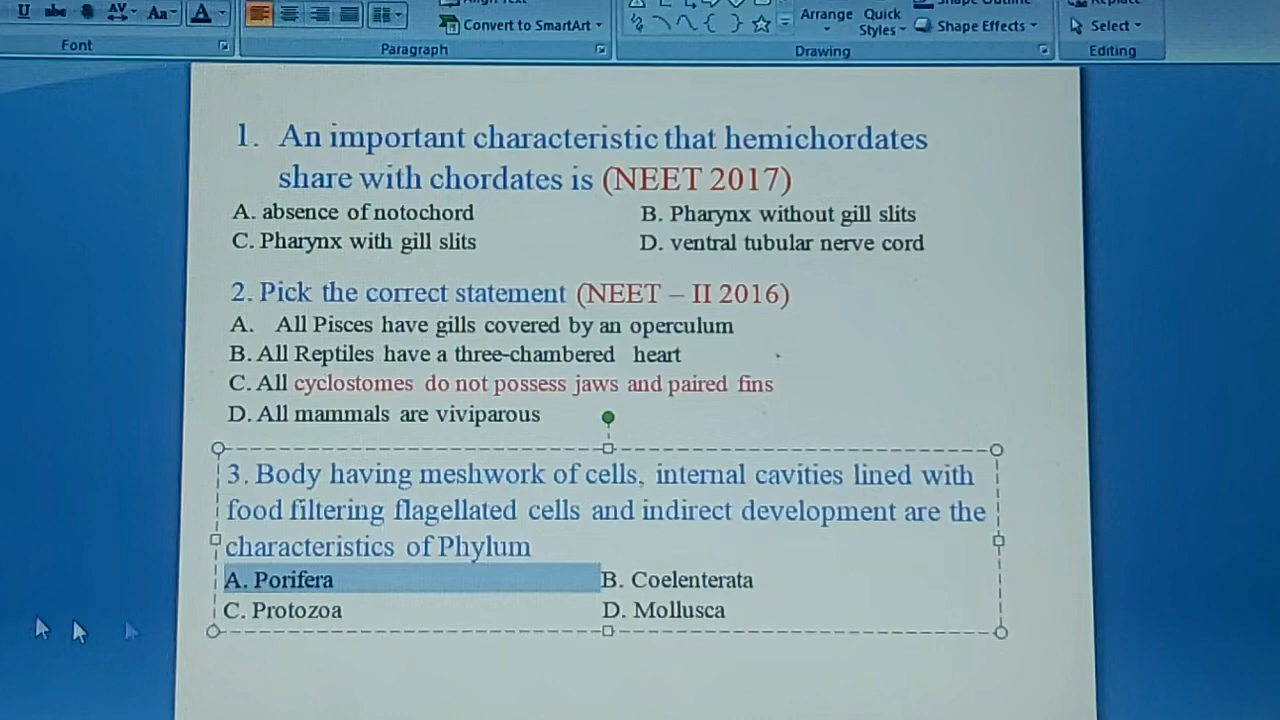 U abc S AV Aa A
Convert to SmartArt
Arrange Quick
Styles
Shape Effects
Select
Font Paragraph Drawing Editing
1. An important characteristic that hemichordates
share with chordates is (NEET 2017)
A. absence of notochord B. Pharynx without gill slits
C. Pharynx with gill slits D. ventral tubular nerve cord
2. Pick the correct statement (NEET – II 2016)
A. All Pisces have gills covered by an operculum
B. All Reptiles have a three-chambered heart
C. All cyclostomes do not possess jaws and paired fins
D. All mammals are viviparous
3. Body having meshwork of cells, internal cavities lined with
food filtering flagellated cells and indirect development are the
characteristics of Phylum
A. Porifera B. Coelenterata
C. Protozoa D. Mollusca